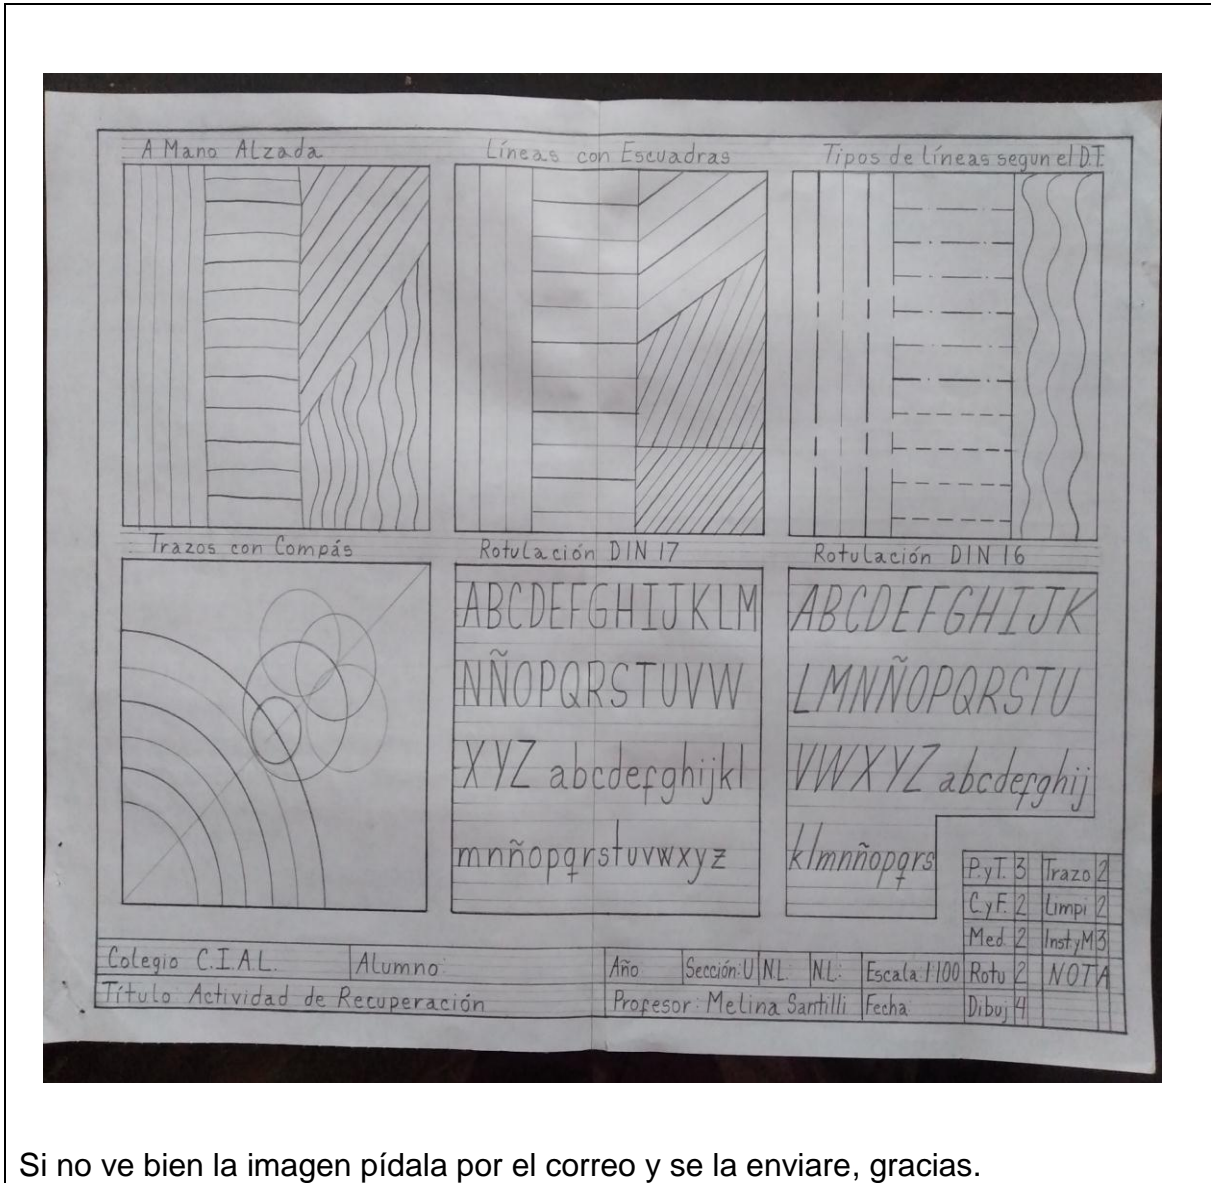 A Mano Alzada
Líneas con Escuadras
Tipos de Líneas segun el D.T.
Trazos con Compás
Rotulación DIN 17
Rotulación DIN 16
ABCDEFGHIJKLM
NÑOPQRSTUVW
XYZ abcdefghijkl
mnñopqrstuvwxyz
ABCDEFGHIJK
LMNÑOPQRSTU
VWXYZ abcdefghij
klmnñopqrs
P.yT. 3 Trazo 2
C.yF. 2 Limpi 2
Med. 2 Inst.yM 3
Colegio C.I.A.L. Alumno: Año Sección:U N.L: N.L: Escala:1:100 Rotu 2 NOTA
Título: Actividad de Recuperación Profesor: Melina Santilli Fecha: Dibuj 4
Si no ve bien la imagen pídala por el correo y se la enviare, gracias.